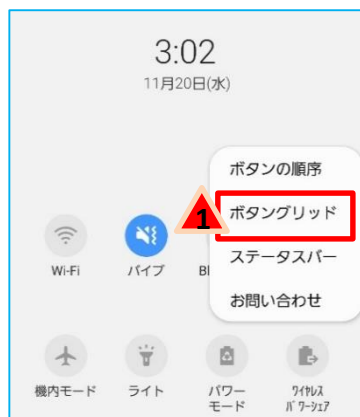 3:02
11月20日(水)
ボタンの順序
1
ボタングリッド
ステータスバー
お問い合わせ
Wi-Fi
バイブ
Bl
機内モード
ライト
パワー
モード
ワイヤレス
パワーシェア